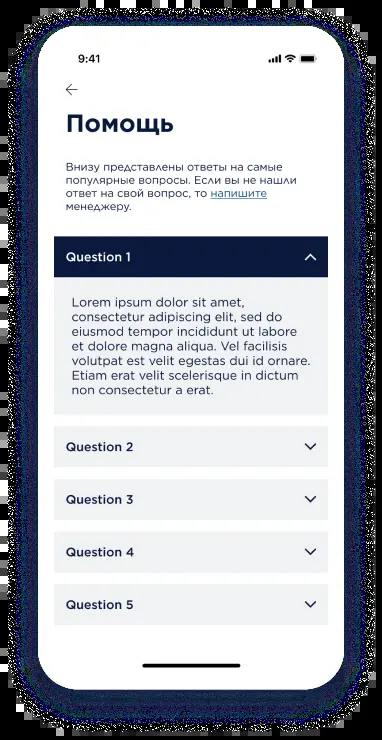 9:41
Помощь
Внизу представлены ответы на самые
популярные вопросы. Если вы не нашли
ответ на свой вопрос, то напишите
менеджеру.
Question 1
Lorem ipsum dolor sit amet,
consectetur adipiscing elit, sed do
eiusmod tempor incididunt ut labore
et dolore magna aliqua. Vel facilisis
volutpat est velit egestas dui id ornare.
Etiam erat velit scelerisque in dictum
non consectetur a erat.
Question 2
Question 3
Question 4
Question 5